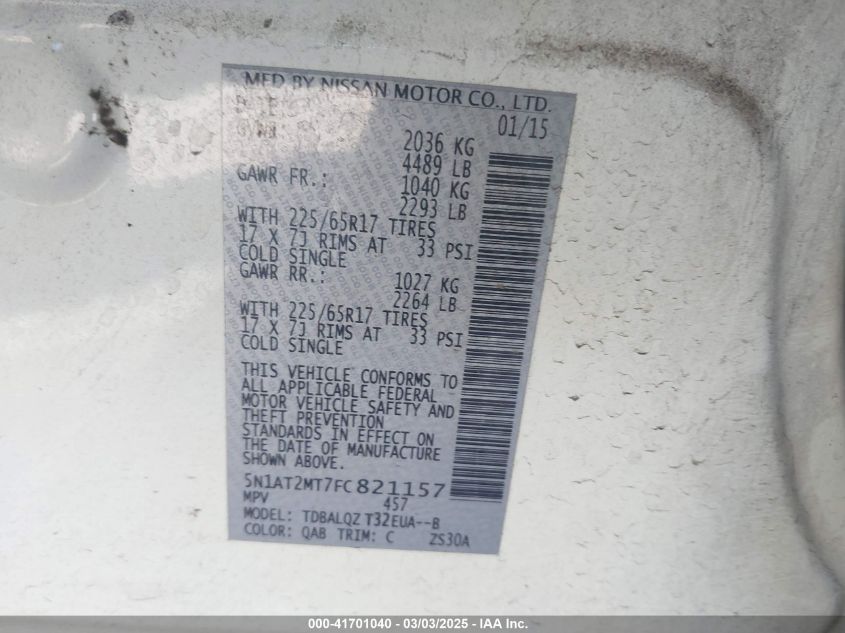 MFD BY NISSAN MOTOR CO., LTD.
DATE: 01/15
GVWR: 2036 KG
4489 LB
GAWR FR.: 1040 KG
2293 LB
WITH 225/65R17 TIRES
17 X 7J RIMS AT 33 PSI
COLD SINGLE
GAWR RR.: 1027 KG
2264 LB
WITH 225/65R17 TIRES
17 X 7J RIMS AT 33 PSI
COLD SINGLE
THIS VEHICLE CONFORMS TO
ALL APPLICABLE FEDERAL
MOTOR VEHICLE SAFETY AND
THEFT PREVENTION
STANDARDS IN EFFECT ON
THE DATE OF MANUFACTURE
SHOWN ABOVE.
5N1AT2MT7FC821157
MPV 457
MODEL: TDBALQZ T32EUA--B
COLOR: QAB TRIM: C ZS30A
000-41701040 - 03/03/2025 - IAA Inc.